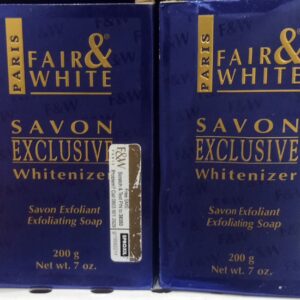 PARIS
FAIR&
WHITE
SAVON
EXCLUSIVE
Whitenizer
Savon Exfoliant
Exfoliating Soap
200 g
Net wt. 7 oz.
F&W
SPROXIL
PARIS
FAIR&
WHITE
SAVON
EXCLUSIVE
Whitenizer
Savon Exfoliant
Exfoliating Soap
200 g
Net wt. 7 oz.